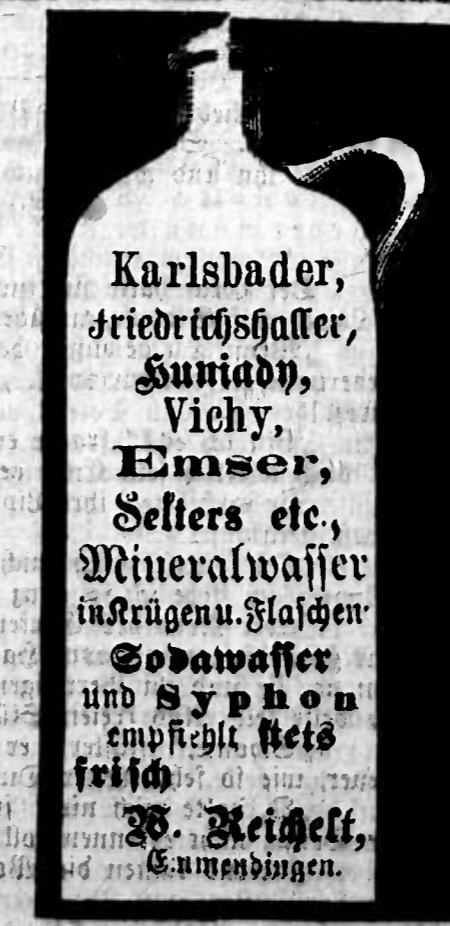 Karlsbader,
Friedrichshaller,
Huniady,
Vichy,
Emser,
Selters etc.,
Mineralwasser
in Krügen u. Flaschen
Sodawasser
und Syphon
empfiehlt stets
frisch
W. Reichelt,
Emmendingen.